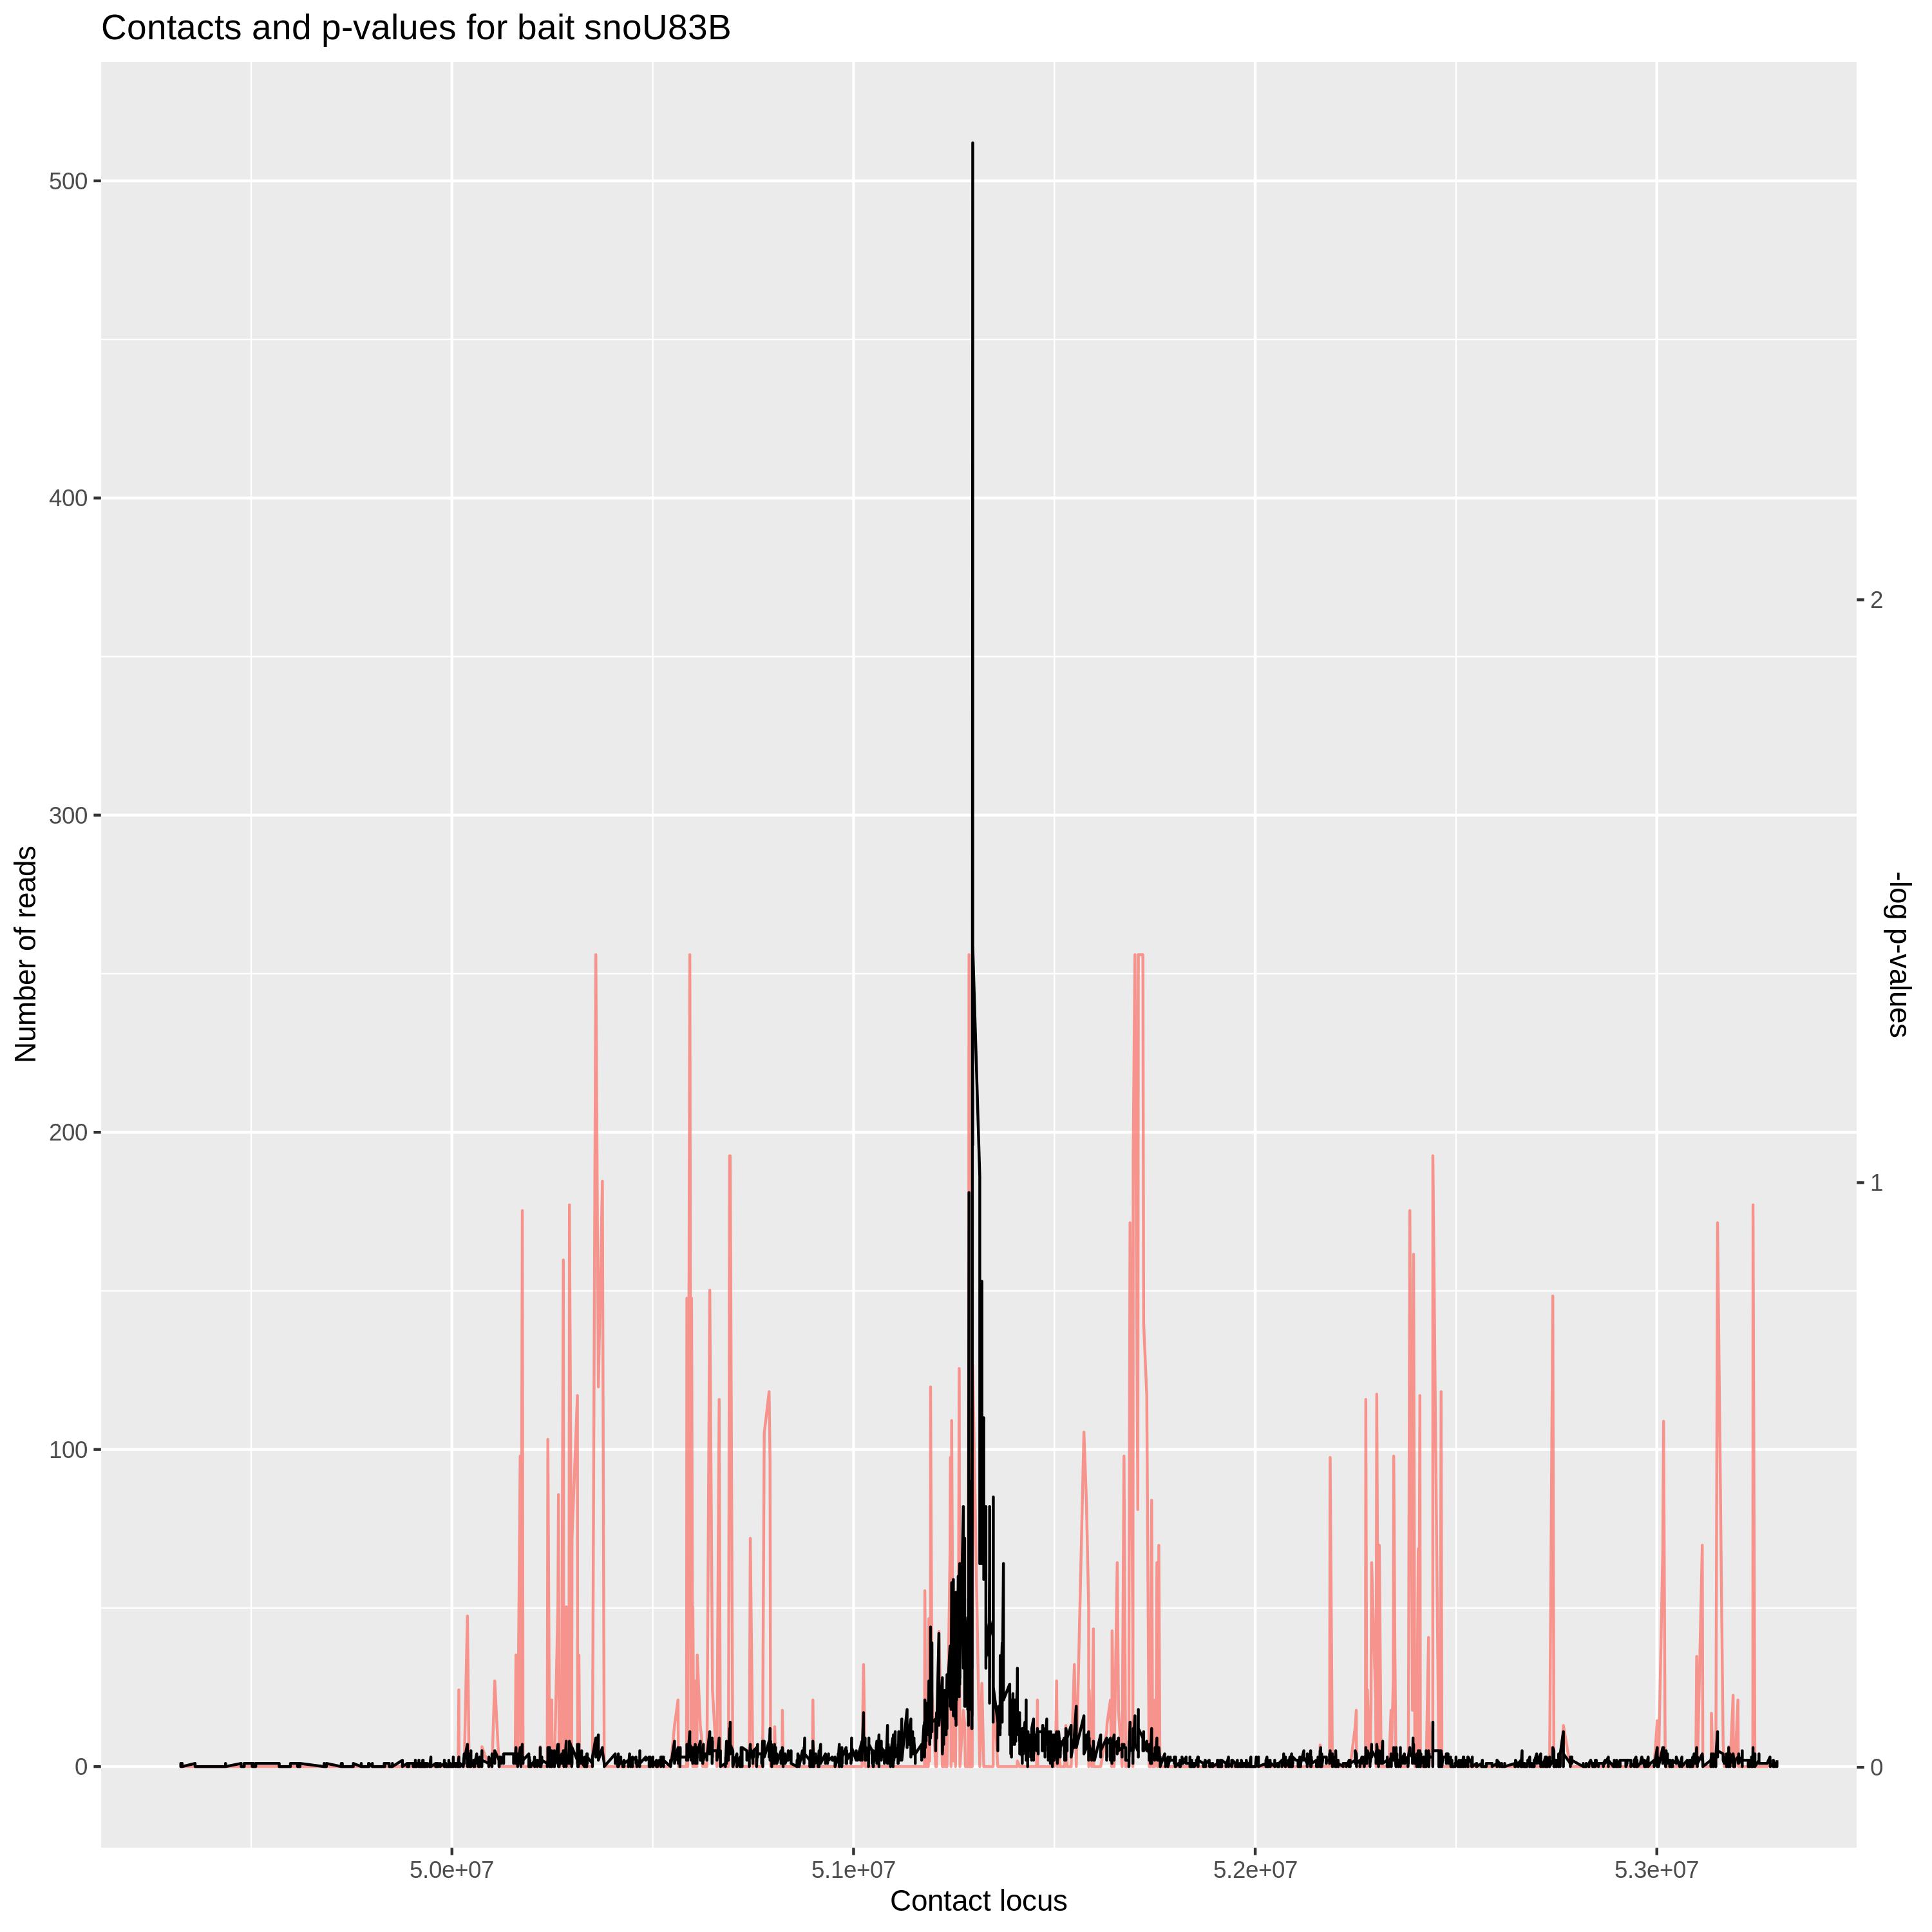 Contacts and p-values for bait snoU83B
500
400
300
200
100
0
Number of reads
2
1
0
-log p-values
5.0e+07
5.1e+07
5.2e+07
5.3e+07
Contact locus